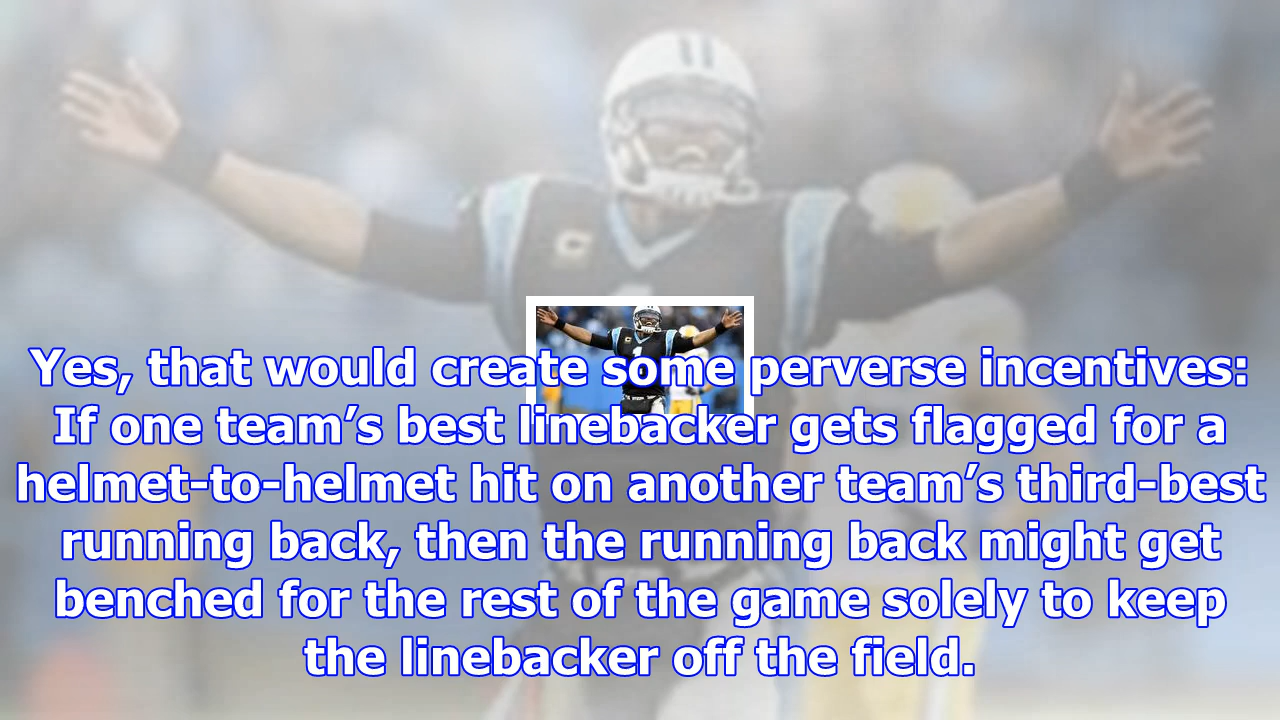 Yes, that would create some perverse incentives:
If one team’s best linebacker gets flagged for a
helmet-to-helmet hit on another team’s third-best
running back, then the running back might get
benched for the rest of the game solely to keep
the linebacker off the field.